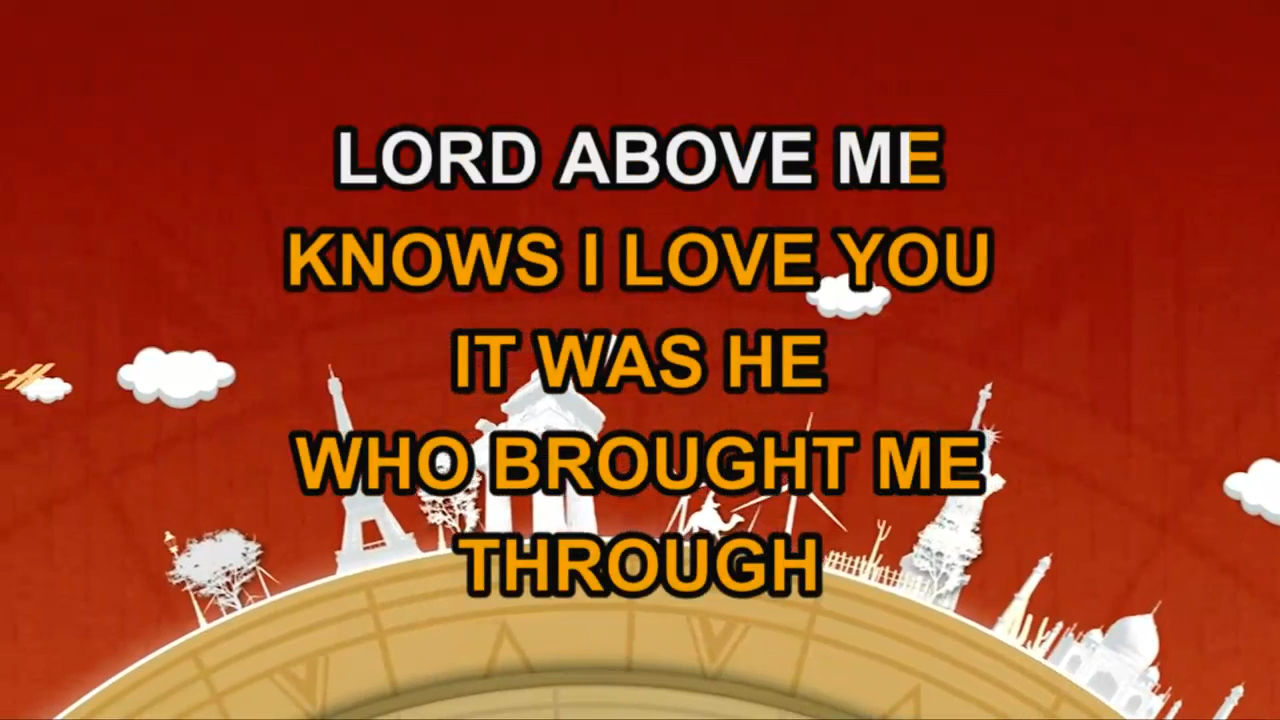 LORD ABOVE ME
KNOWS I LOVE YOU
IT WAS HE
WHO BROUGHT ME
THROUGH